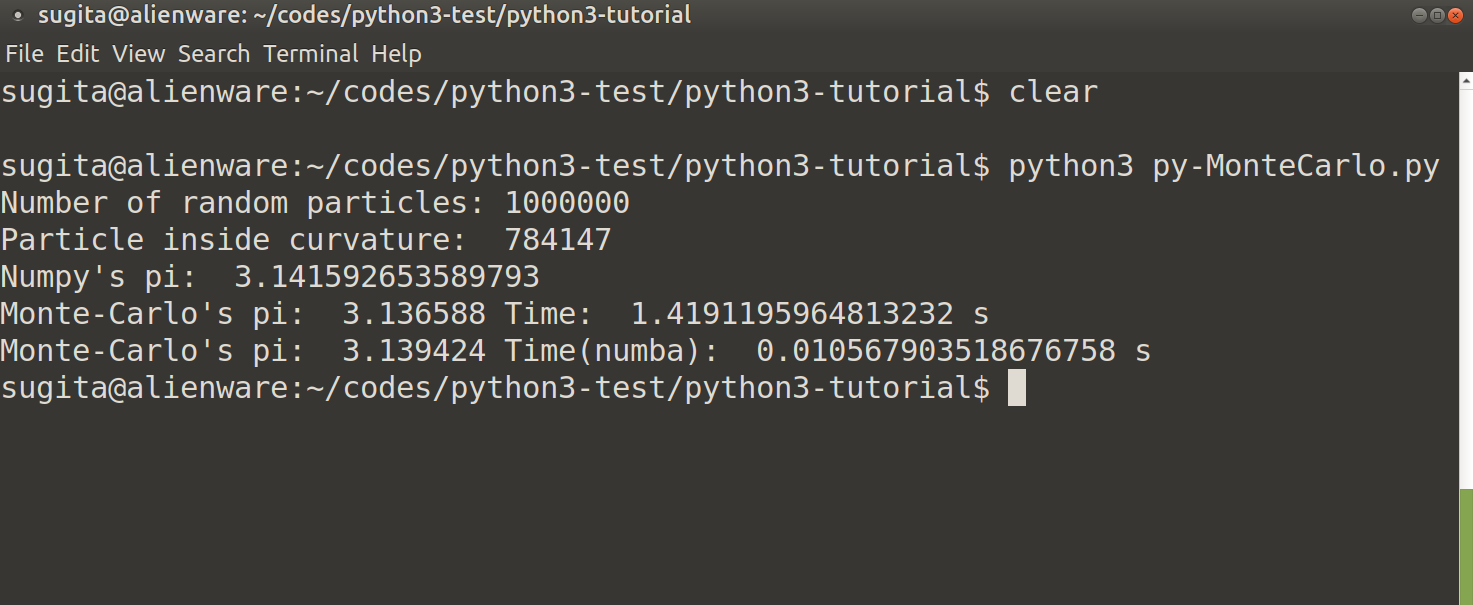 sugita@alienware: ~/codes/python3-test/python3-tutorial
File Edit View Search Terminal Help
sugita@alienware:~/codes/python3-test/python3-tutorial$ clear
sugita@alienware:~/codes/python3-test/python3-tutorial$ python3 py-MonteCarlo.py
Number of random particles: 1000000
Particle inside curvature:  784147
Numpy's pi:  3.141592653589793
Monte-Carlo's pi:  3.136588 Time:  1.4191195964813232 s
Monte-Carlo's pi:  3.139424 Time(numba):  0.010567903518676758 s
sugita@alienware:~/codes/python3-test/python3-tutorial$